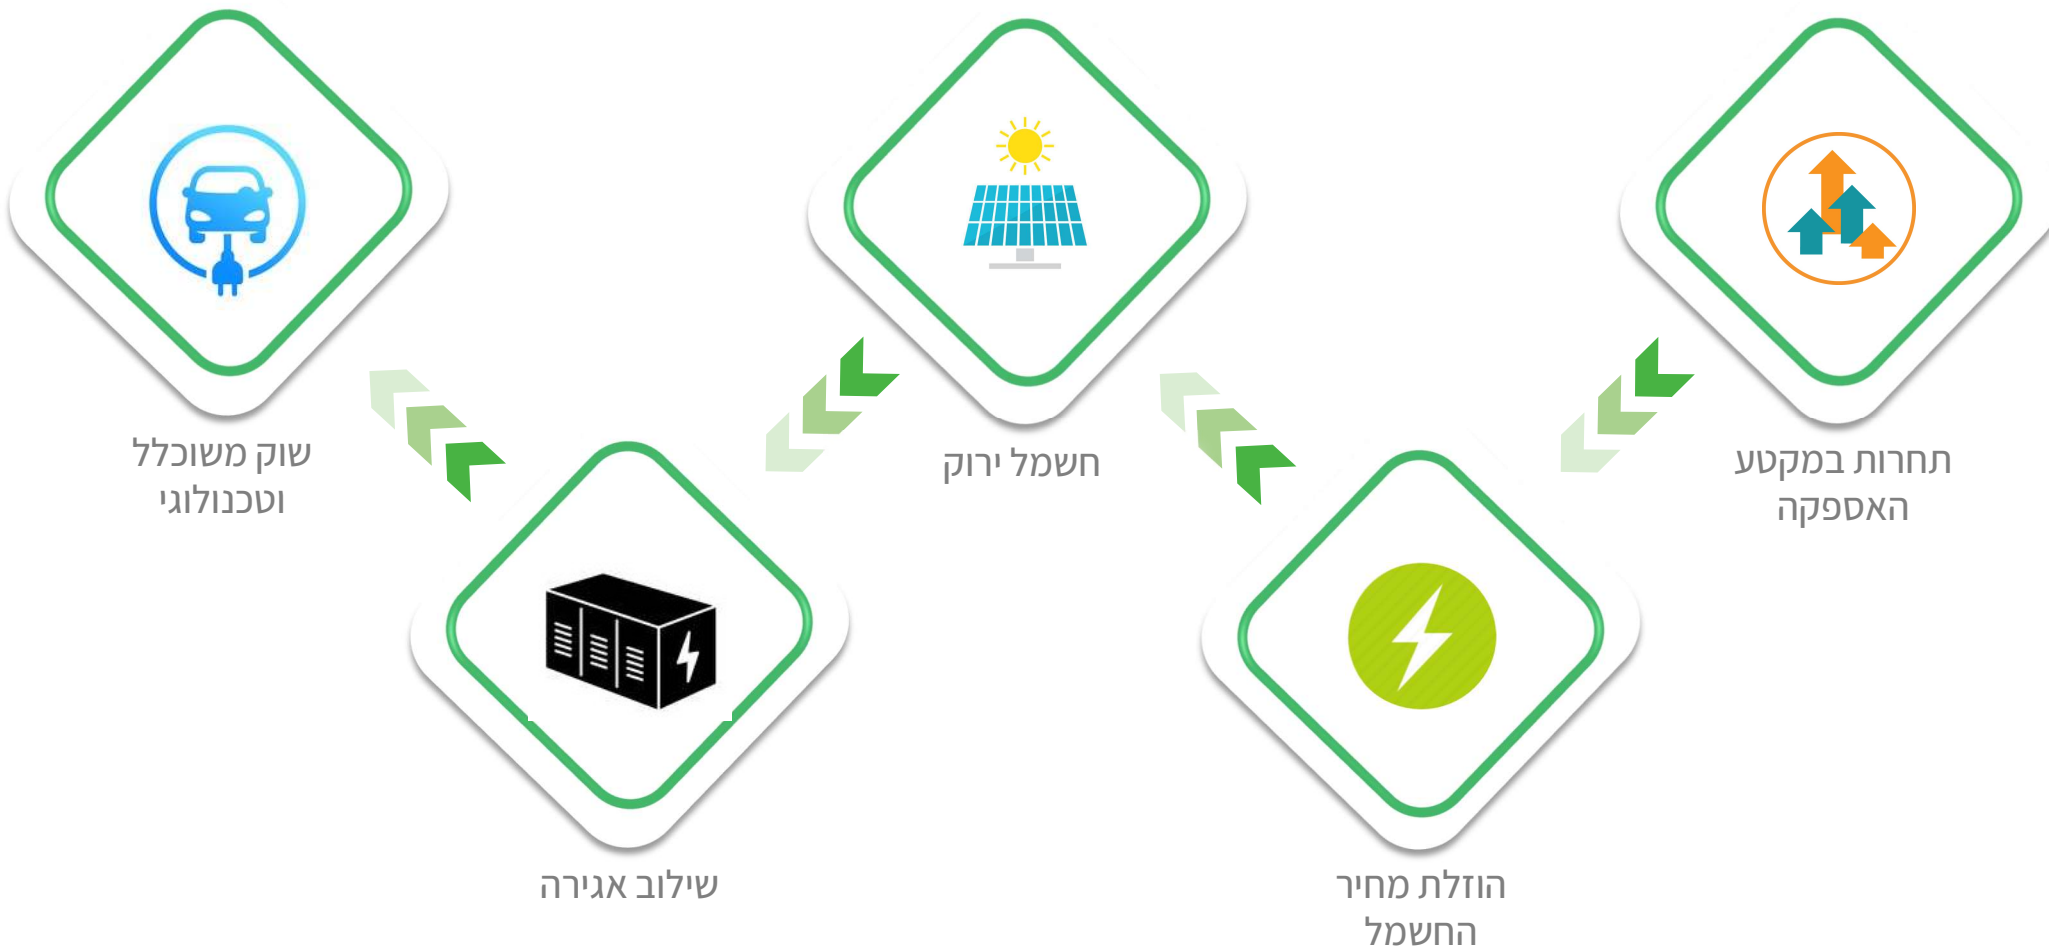 תחרות במקטע
האספקה
הוזלת מחיר
החשמל
חשמל ירוק
שילוב אגירה
שוק משוכלל
וטכנולוגי